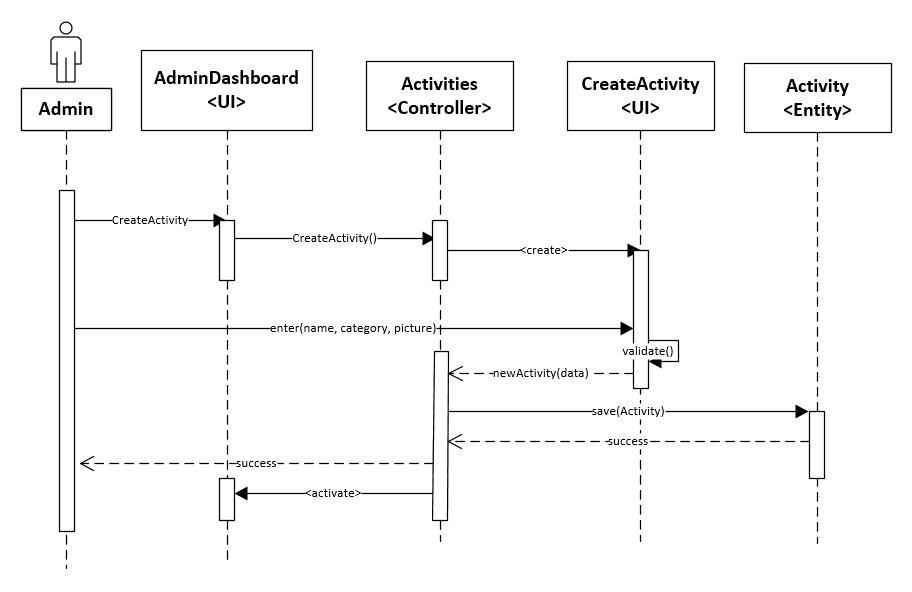 Admin
AdminDashboard
<UI>
Activities
<Controller>
CreateActivity
<UI>
Activity
<Entity>
CreateActivity
CreateActivity()
<create>
enter(name, category, picture)
validate()
newActivity(data)
save(Activity)
success
success
<activate>